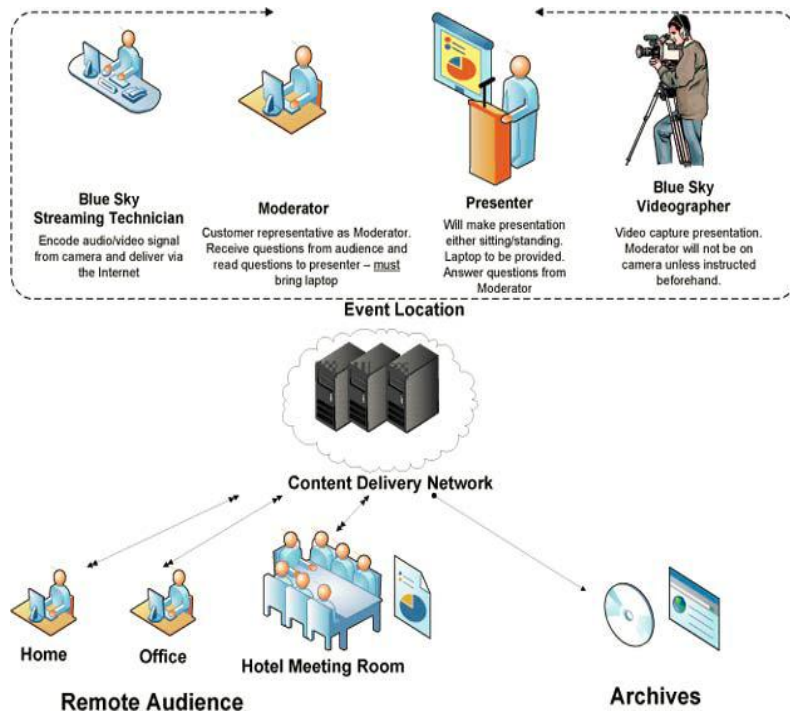 Blue Sky
Streaming Technician
Encode audio/video signal
from camera and deliver via
the Internet
Moderator
Customer representative as Moderator.
Receive questions from audience and
read questions to presenter – must
bring laptop
Presenter
Will make presentation
either sitting/standing.
Laptop to be provided.
Answer questions from
Moderator
Blue Sky
Videographer
Video capture presentation.
Moderator will not be on
camera unless instructed
beforehand.
Event Location
Content Delivery Network
Home
Office
Hotel Meeting Room
Remote Audience
Archives